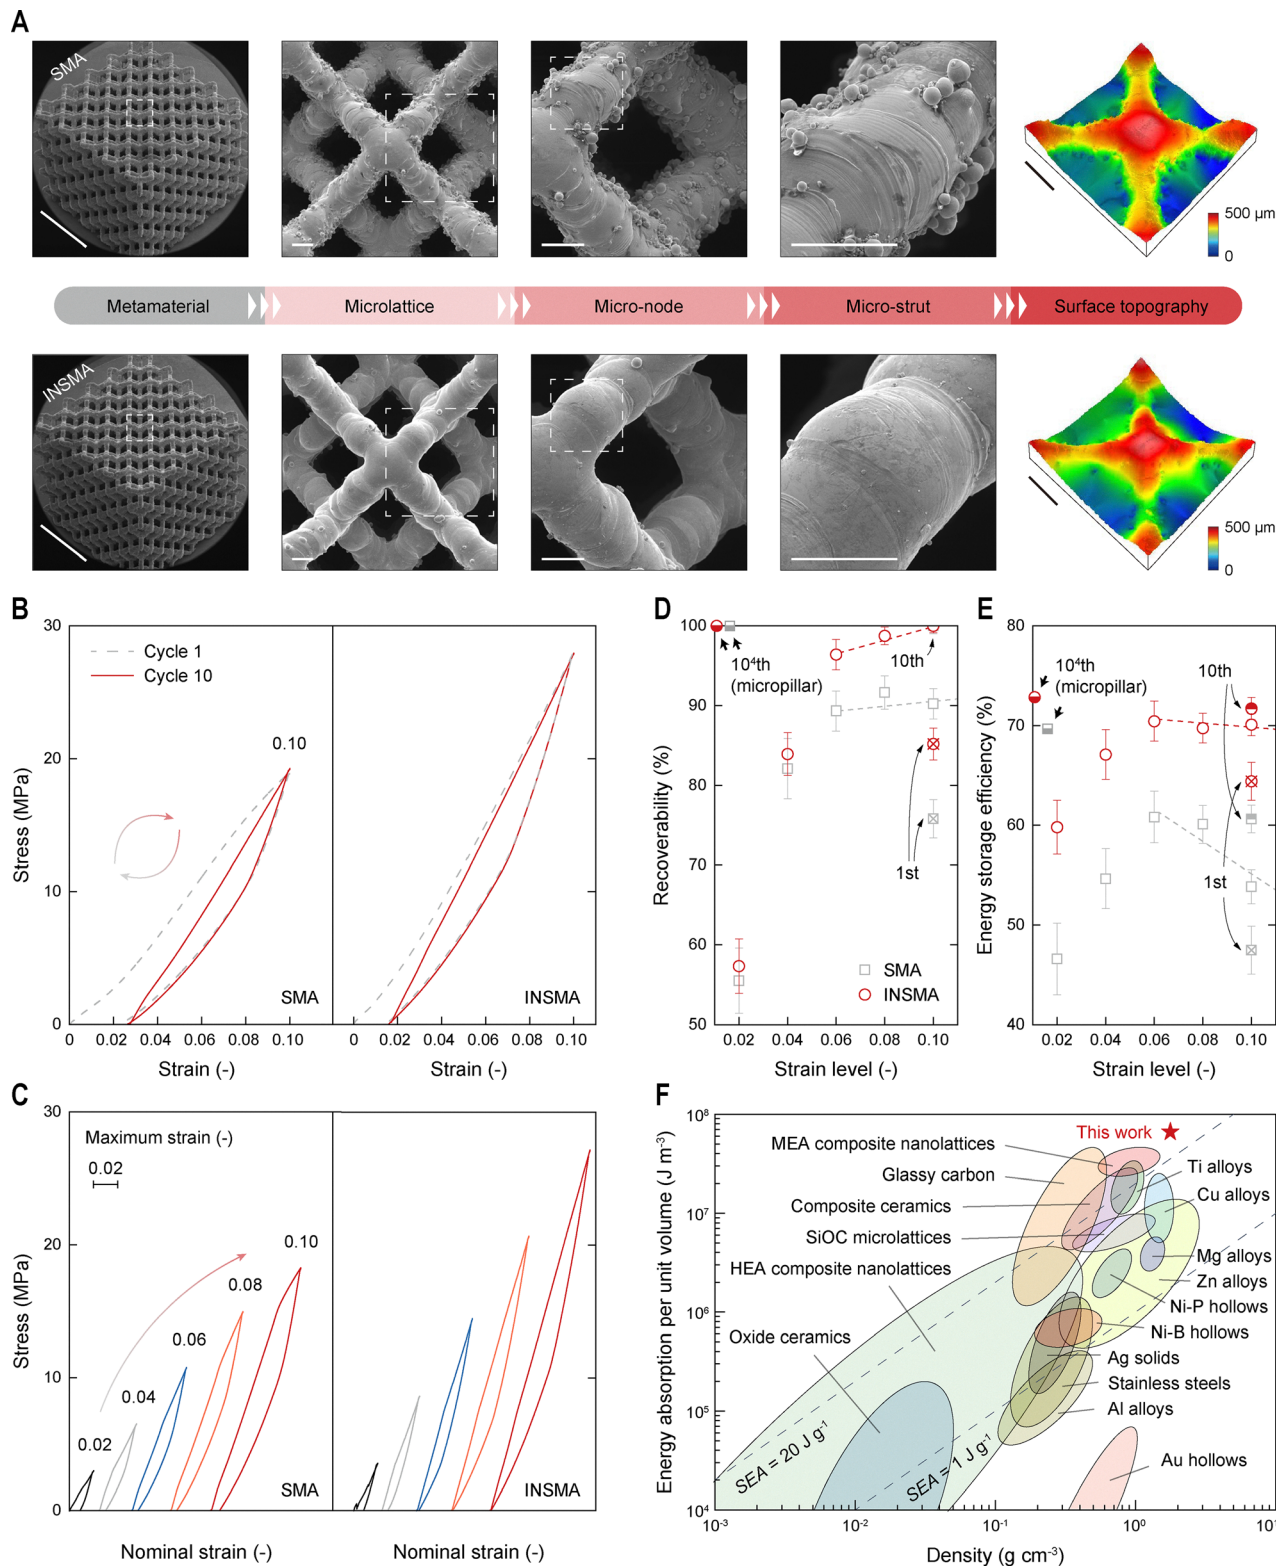 A
SMA
500 µm
0
Metamaterial
Microlattice
Micro-node
Micro-strut
Surface topography
INSMA
500 µm
0
B
Stress (MPa)
30
20
10
0
Cycle 1
Cycle 10
0.10
SMA
INSMA
0 0.02 0.04 0.06 0.08 0.10
0 0.02 0.04 0.06 0.08 0.10
Strain (-)
Strain (-)
C
Stress (MPa)
30
20
10
0
Maximum strain (-)
0.02
0.02
0.04
0.06
0.08
0.10
SMA
INSMA
Nominal strain (-)
Nominal strain (-)
D
Recoverability (%)
100
90
80
70
60
50
10⁴th
(micropillar)
10th
1st
SMA
INSMA
0.02 0.04 0.06 0.08 0.10
Strain level (-)
E
Energy storage efficiency (%)
80
70
60
50
40
10⁴th
(micropillar)
10th
1st
0.02 0.04 0.06 0.08 0.10
Strain level (-)
F
Energy absorption per unit volume (J m⁻³)
10⁸
10⁷
10⁶
10⁵
10⁴
This work
MEA composite nanolattices
Glassy carbon
Composite ceramics
SiOC microlattices
HEA composite nanolattices
Oxide ceramics
Ti alloys
Cu alloys
Mg alloys
Zn alloys
Ni-P hollows
Ni-B hollows
Ag solids
Stainless steels
Al alloys
Au hollows
SEA = 20 J g⁻¹
SEA = 1 J g⁻¹
10⁻³ 10⁻² 10⁻¹ 10⁰ 10¹
Density (g cm⁻³)